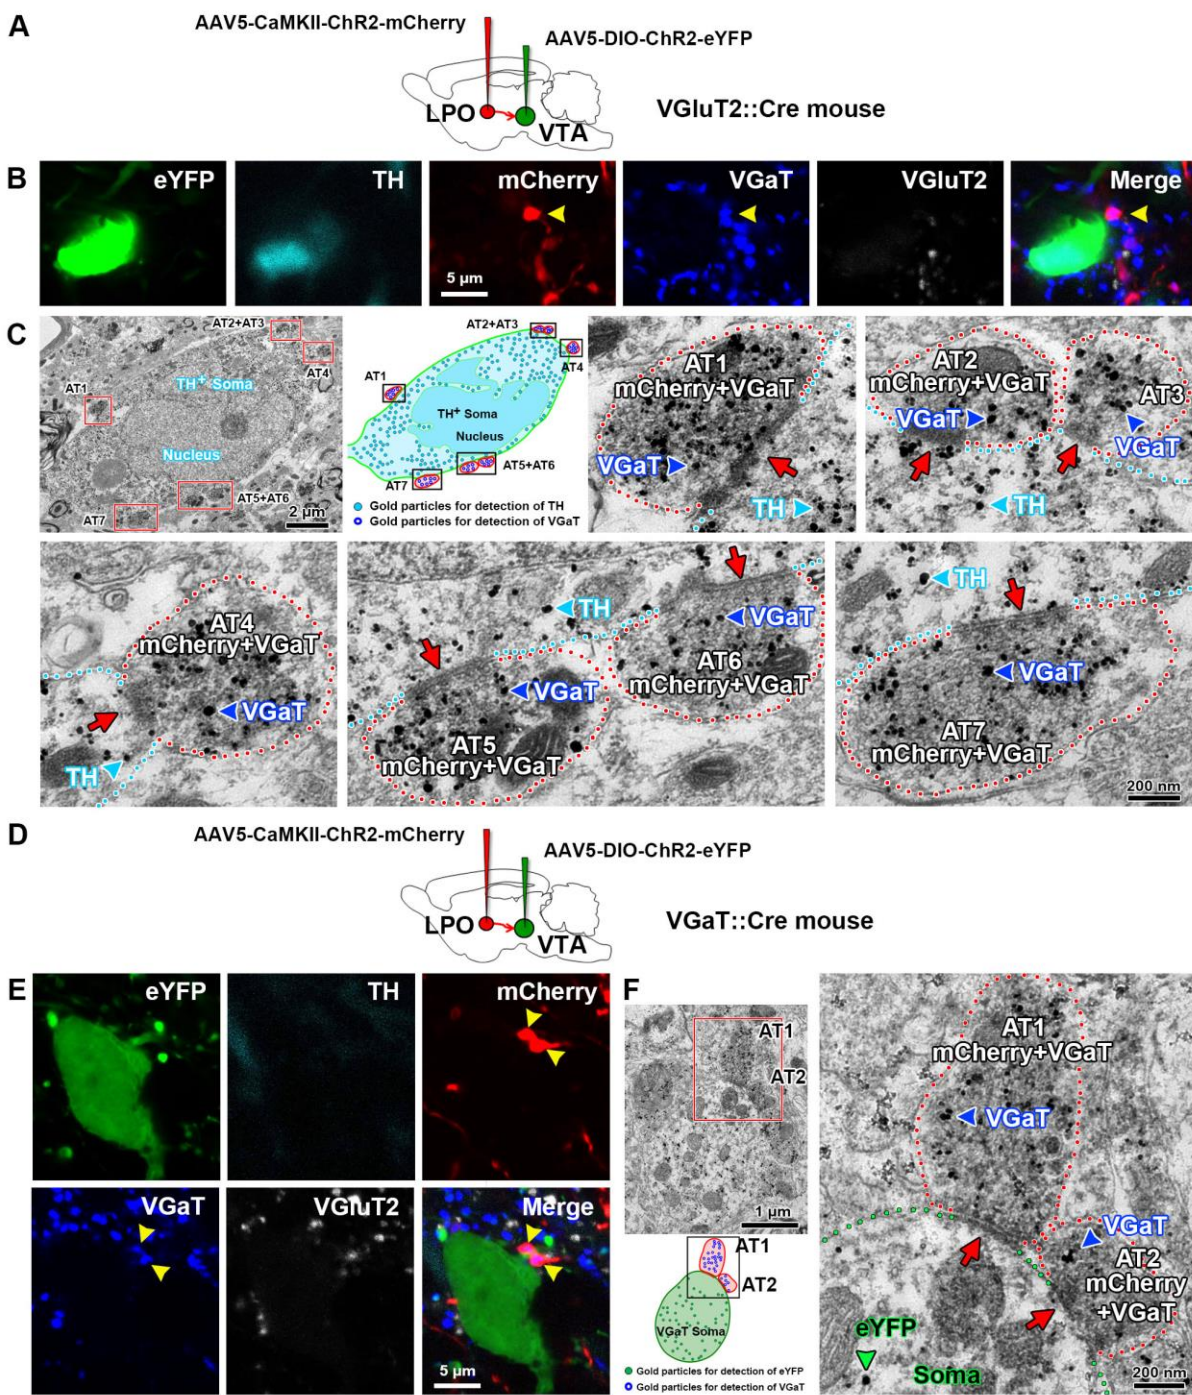 A
AAV5-CaMKII-ChR2-mCherry
AAV5-DIO-ChR2-eYFP
LPO
VTA
VGluT2::Cre mouse
B
eYFP
TH
mCherry
VGaT
VGluT2
Merge
5 µm
C
AT2+AT3
AT4
AT1
TH+ Soma
Nucleus
AT5+AT6
AT7
2 µm
AT2+AT3
AT4
AT1
TH+ Soma
Nucleus
AT5+AT6
AT7
Gold particles for detection of TH
Gold particles for detection of VGaT
AT1
mCherry+VGaT
VGaT
TH
AT2
mCherry+VGaT
AT3
VGaT
VGaT
TH
AT4
mCherry+VGaT
VGaT
TH
TH
VGaT
VGaT
AT6
mCherry+VGaT
AT5
mCherry+VGaT
TH
VGaT
AT7
mCherry+VGaT
200 nm
D
AAV5-CaMKII-ChR2-mCherry
AAV5-DIO-ChR2-eYFP
LPO
VTA
VGaT::Cre mouse
E
eYFP
TH
mCherry
VGaT
VGluT2
Merge
5 µm
F
AT1
AT2
1 µm
AT1
AT2
VGaT Soma
Gold particles for detection of eYFP
Gold particles for detection of VGaT
AT1
mCherry+VGaT
VGaT
VGaT
AT2
mCherry
+VGaT
eYFP
Soma
200 nm